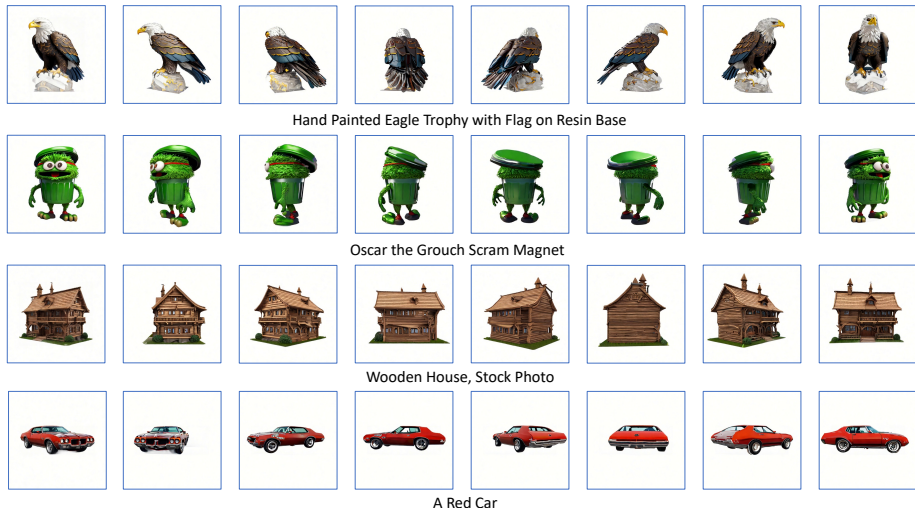 Hand Painted Eagle Trophy with Flag on Resin Base
Oscar the Grouch Scram Magnet
Wooden House, Stock Photo
A Red Car